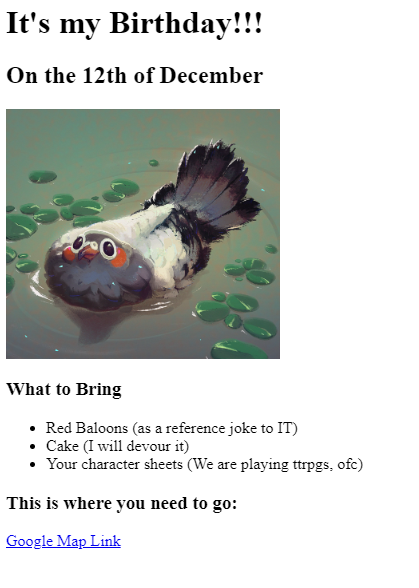 It's my Birthday!!!
On the 12th of December
What to Bring
Red Baloons (as a reference joke to IT)
Cake (I will devour it)
Your character sheets (We are playing ttrpgs, ofc)
This is where you need to go:
Google Map Link